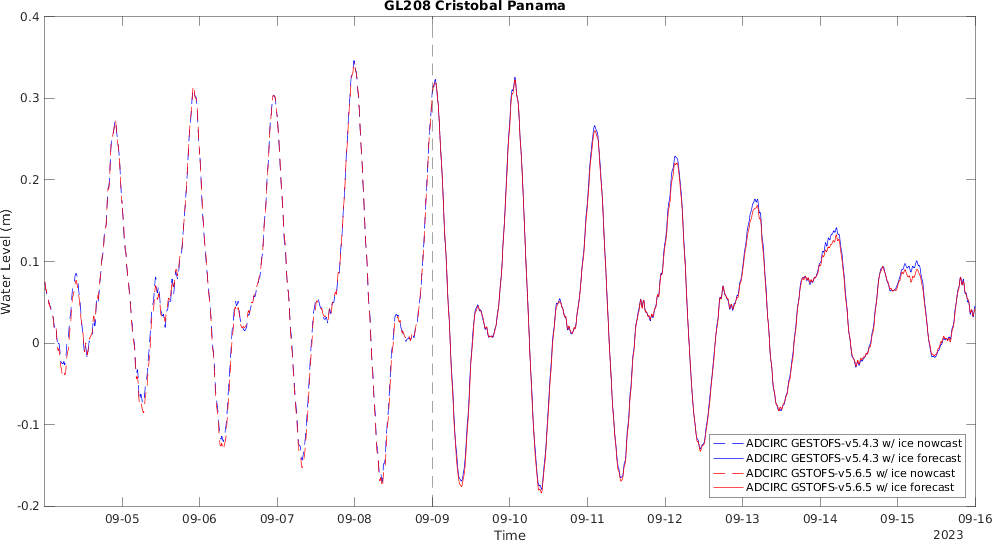 GL208 Cristobal Panama
Water Level (m)
0.4
0.3
0.2
0.1
0
-0.1
-0.2
ADCIRC GESTOFS-v5.4.3 w/ ice nowcast
ADCIRC GESTOFS-v5.4.3 w/ ice forecast
ADCIRC GSTOFS-v5.6.5 w/ ice nowcast
ADCIRC GSTOFS-v5.6.5 w/ ice forecast
09-05 09-06 09-07 09-08 09-09 09-10 09-11 09-12 09-13 09-14 09-15 09-16
Time
2023